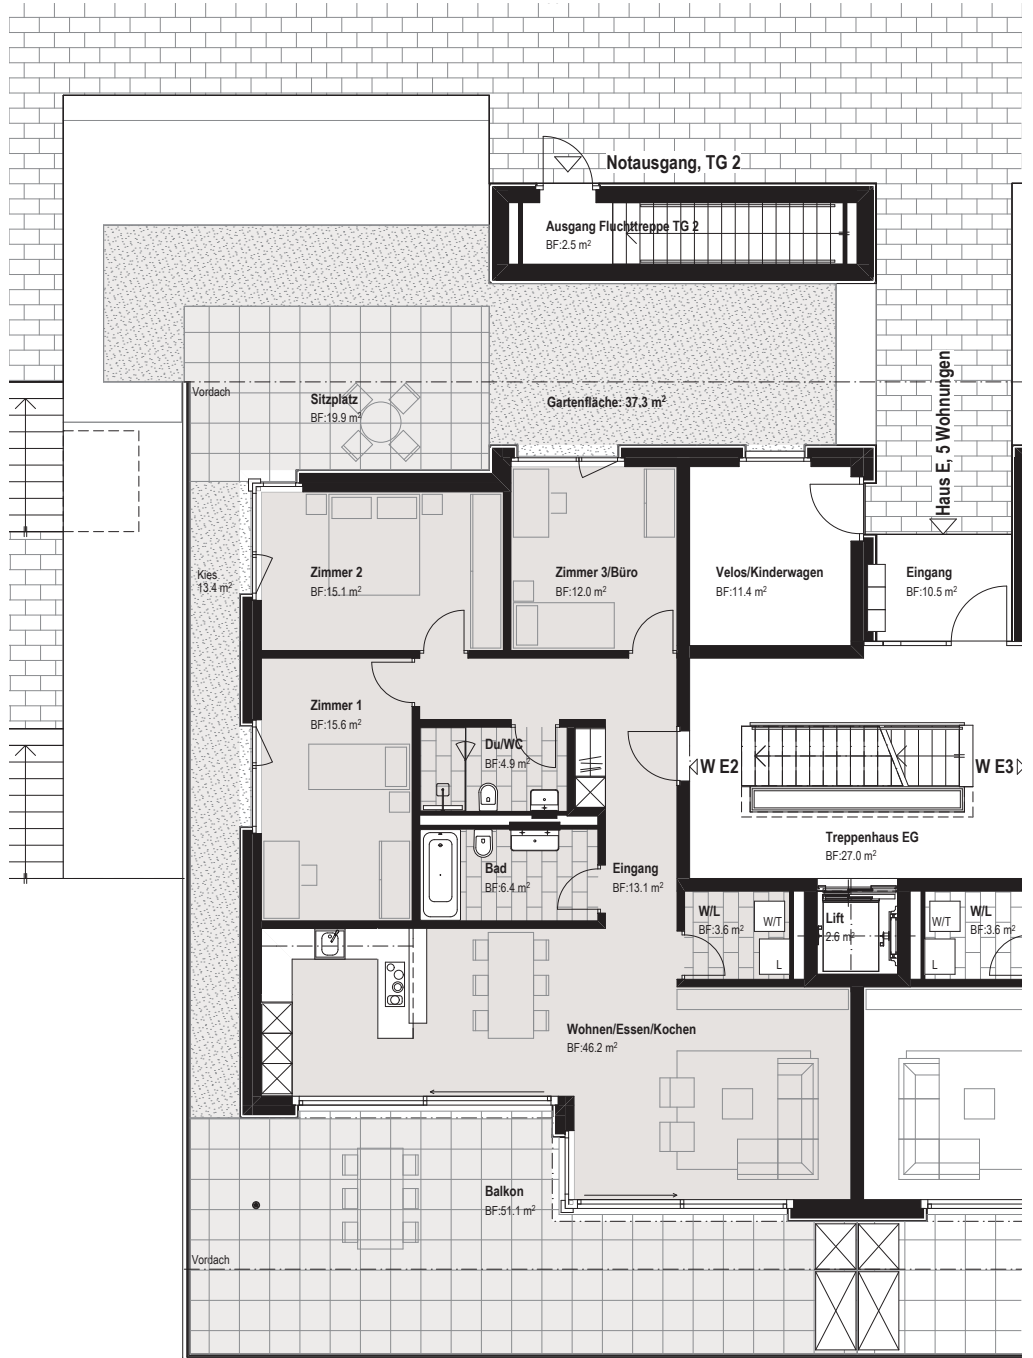 Notausgang, TG 2
Ausgang Fluchttreppe TG 2
BF:2.5 m²
Vordach
Sitzplatz
BF:19.9 m²
Gartenfläche: 37.3 m²
Haus E, 5 Wohnungen
Kies
13.4 m²
Zimmer 2
BF:15.1 m²
Zimmer 3/Büro
BF:12.0 m²
Velos/Kinderwagen
BF:11.4 m²
Eingang
BF:10.5 m²
Zimmer 1
BF:15.6 m²
Du/WC
BF:4.9 m²
W E2
W E3
Treppenhaus EG
BF:27.0 m²
Bad
BF:6.4 m²
Eingang
BF:13.1 m²
W/L
BF:3.6 m²
W/T
L
Lift
2.6 m²
W/T
L
W/L
BF:3.6 m²
Wohnen/Essen/Kochen
BF:46.2 m²
Balkon
BF:51.1 m²
Vordach